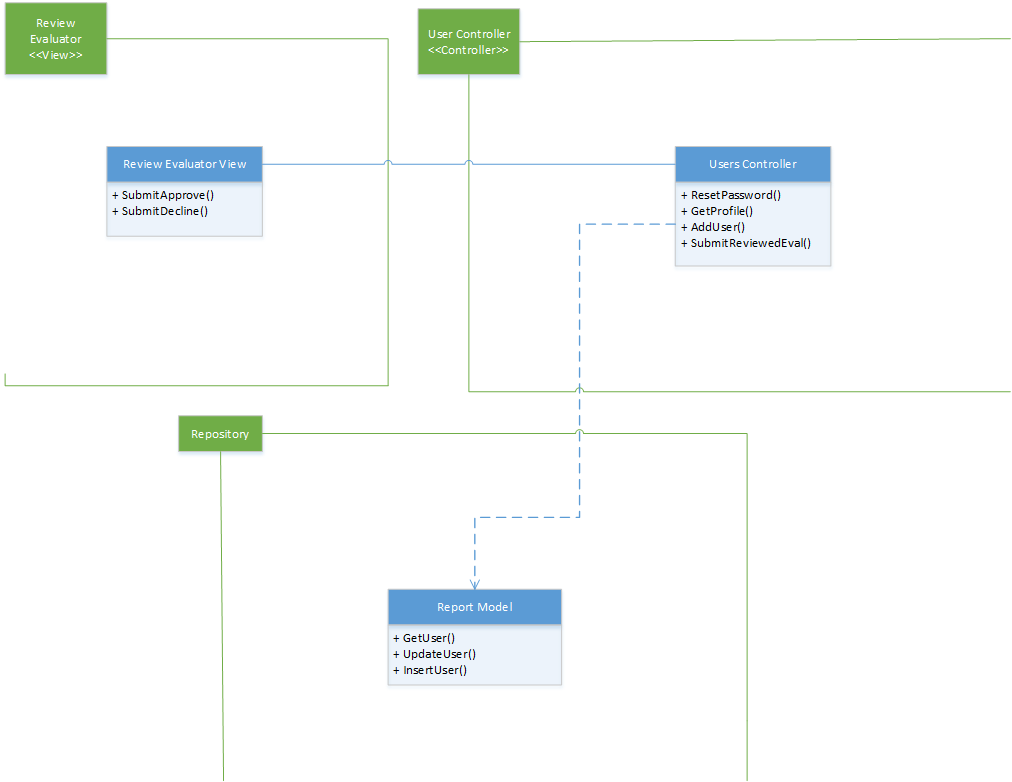 Review
Evaluator
<<View>>
User Controller
<<Controller>>
Review Evaluator View
+ SubmitApprove()
+ SubmitDecline()
Users Controller
+ ResetPassword()
+ GetProfile()
+ AddUser()
+ SubmitReviewedEval()
Repository
Report Model
+ GetUser()
+ UpdateUser()
+ InsertUser()